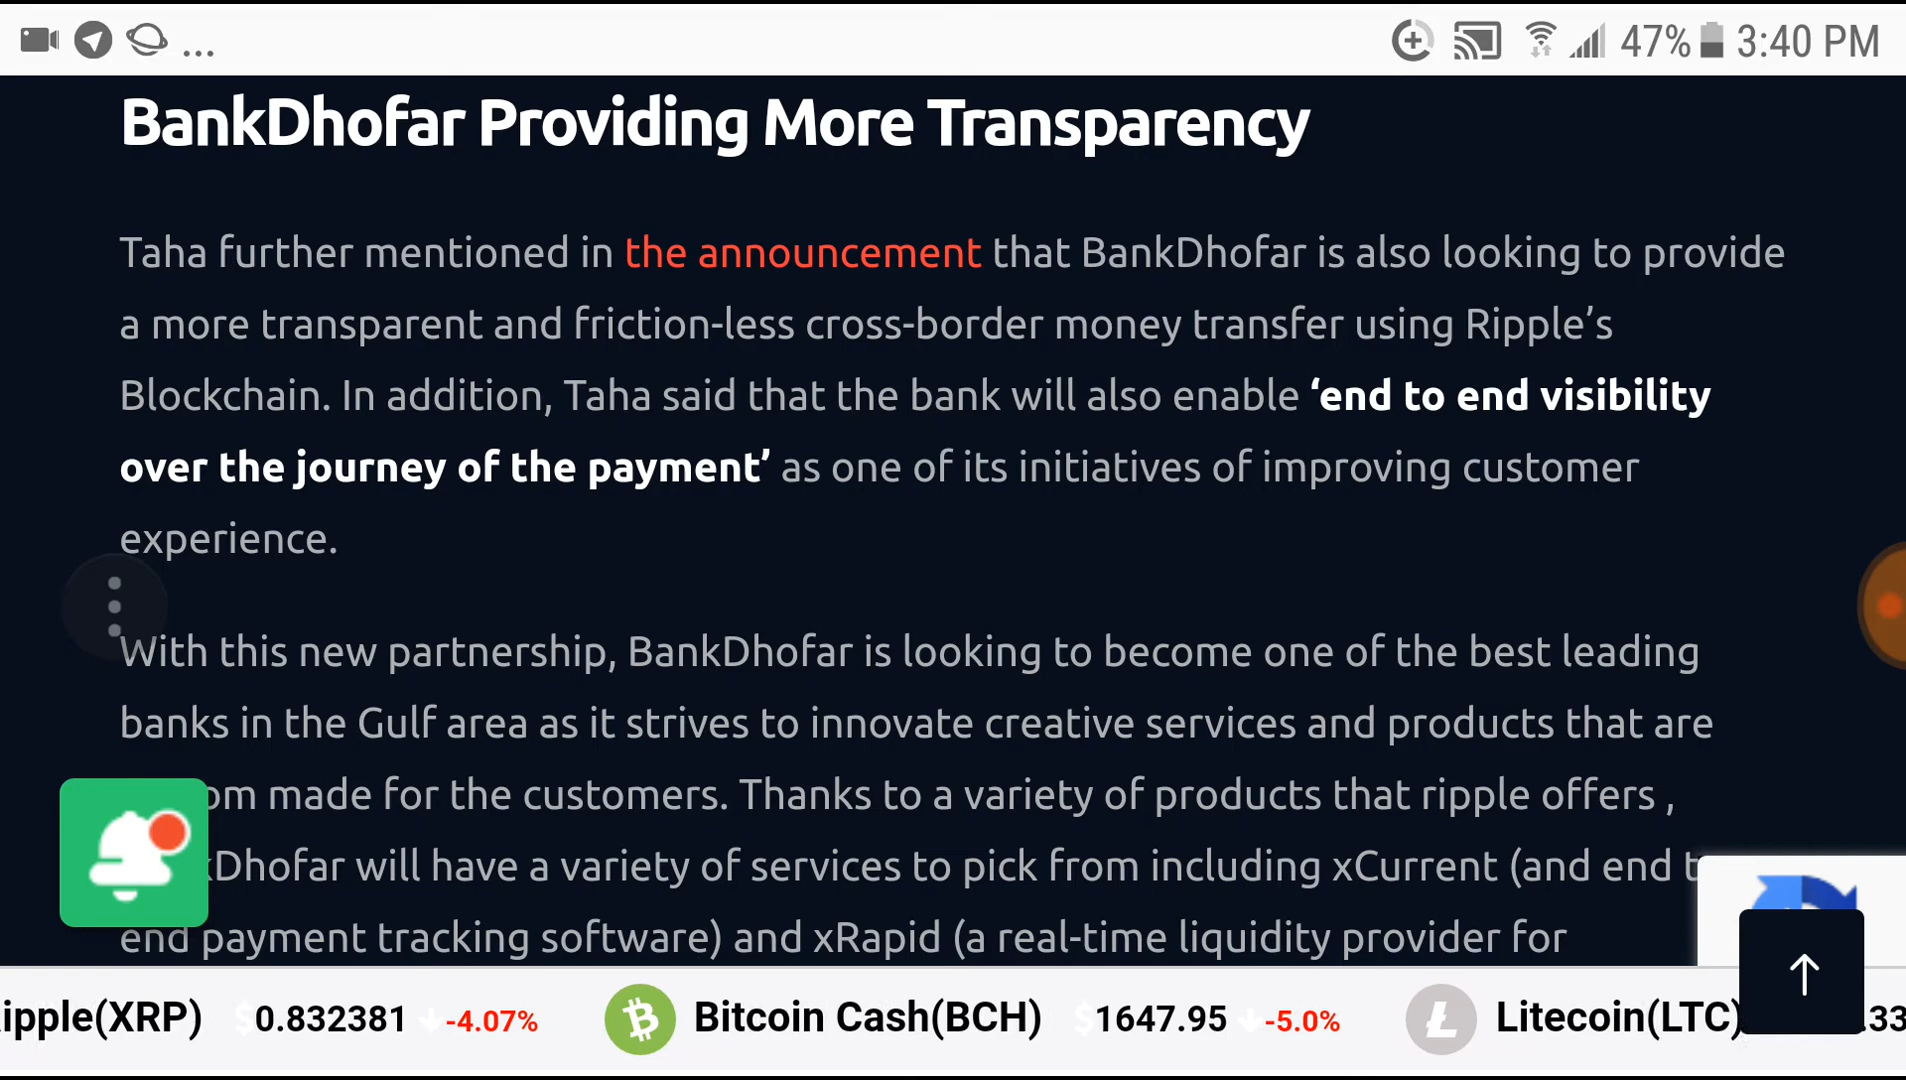 ...
47% 3:40 PM
BankDhofar Providing More Transparency
Taha further mentioned in the announcement that BankDhofar is also looking to provide
a more transparent and friction-less cross-border money transfer using Ripple’s
Blockchain. In addition, Taha said that the bank will also enable ‘end to end visibility
over the journey of the payment’ as one of its initiatives of improving customer
experience.
With this new partnership, BankDhofar is looking to become one of the best leading
banks in the Gulf area as it strives to innovate creative services and products that are
om made for the customers. Thanks to a variety of products that ripple offers ,
kDhofar will have a variety of services to pick from including xCurrent (and end t
end payment tracking software) and xRapid (a real-time liquidity provider for
ipple(XRP) $0.832381 -4.07% Bitcoin Cash(BCH) $1647.95 -5.0% Litecoin(LTC) .33